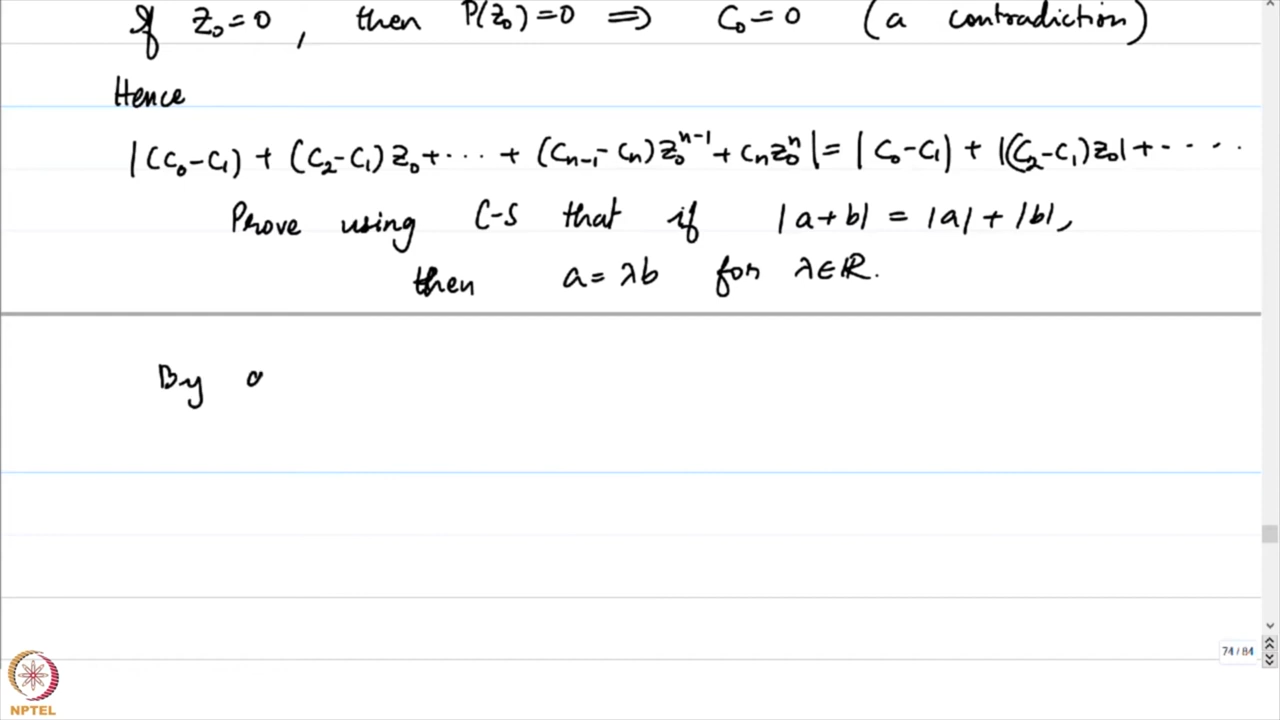 If z₀ = 0, then P(z₀) = 0 ⇒ C₀ = 0 (a contradiction)
Hence
|(C₀ - C₁) + (C₂ - C₁) z₀ + ⋯ + (Cₙ₋₁ - Cₙ) z₀ⁿ⁻¹ + Cₙ z₀ⁿ| = |C₀ - C₁| + |(C₂ - C₁) z₀| + ⋯⋯
Prove using C-S that if |a + b| = |a| + |b|,
then a = λb for λ ∈ ℝ.
By
74 / 84
NPTEL